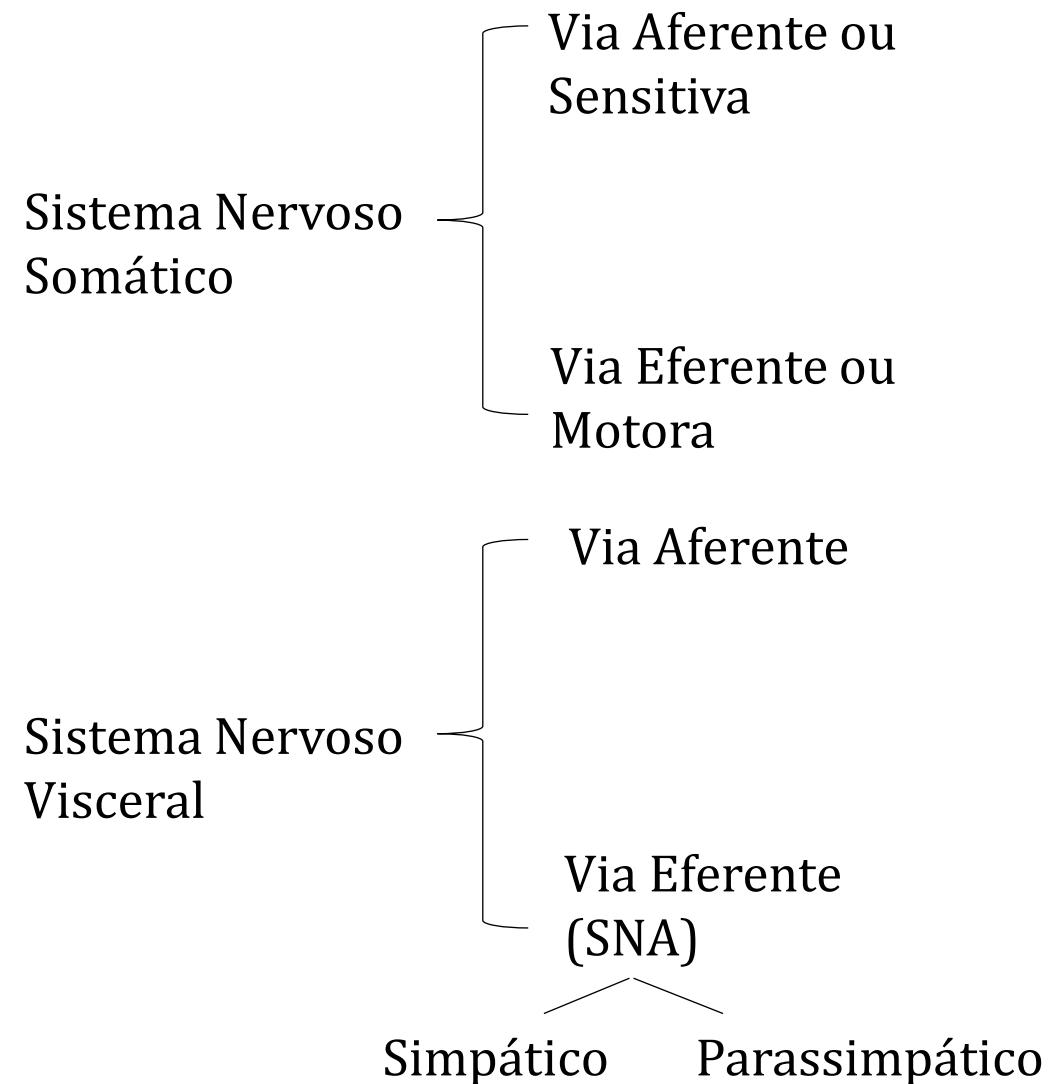 Via Aferente ou
Sensitiva
Sistema Nervoso
Somático
Via Eferente ou
Motora
Via Aferente
Sistema Nervoso
Visceral
Via Eferente
(SNA)
Simpático
Parassimpático